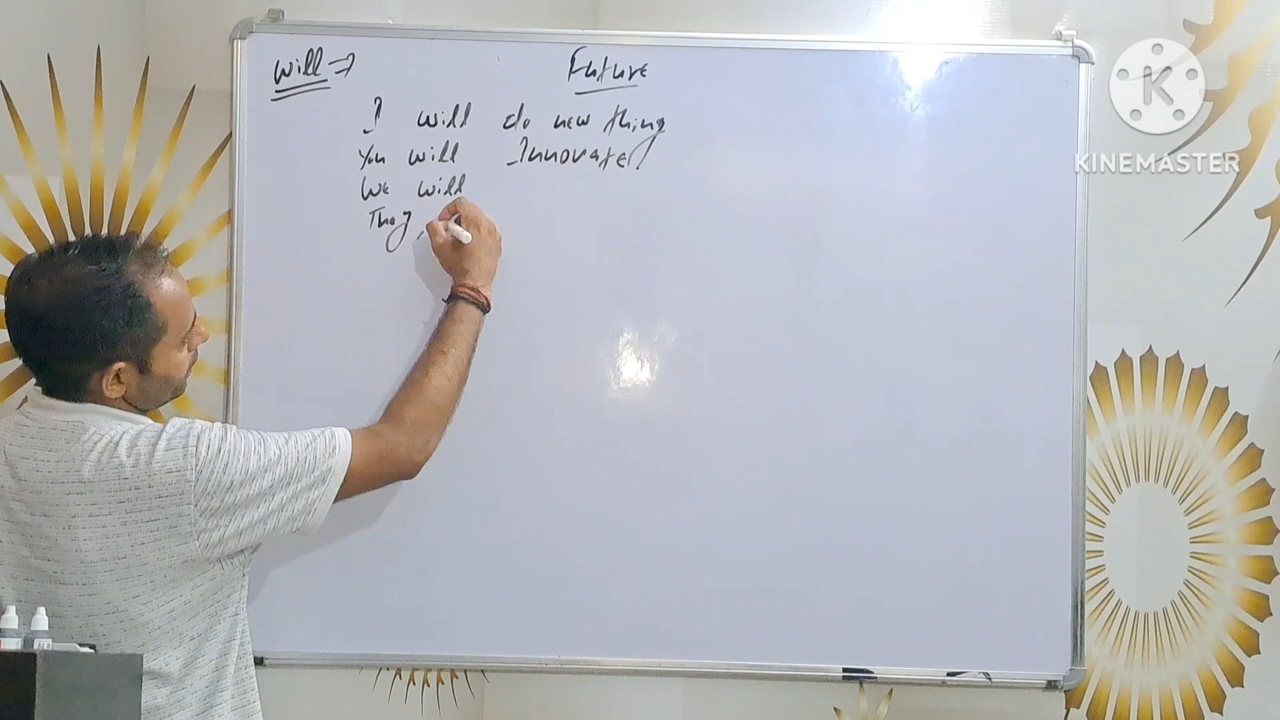 will ⇒ Future
I will do new thing
You will Innovate!
We will
They,
KINEMASTER